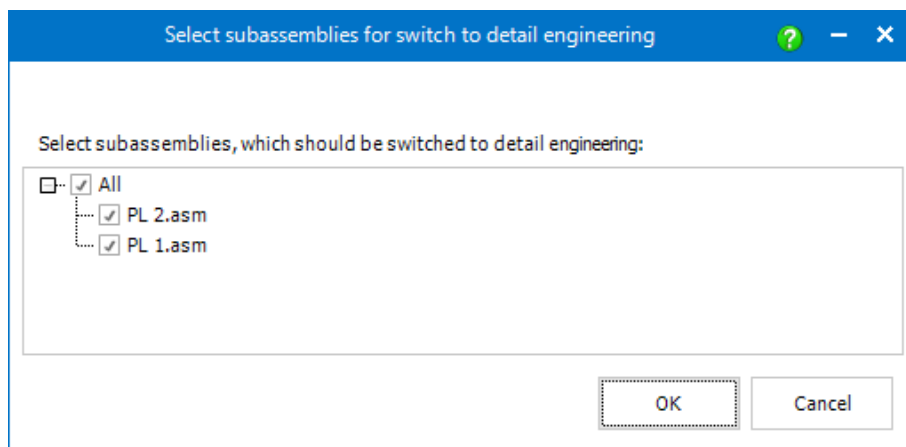 Select subassemblies for switch to detail engineering
Select subassemblies, which should be switched to detail engineering:
All
PL 2.asm
PL 1.asm
OK Cancel